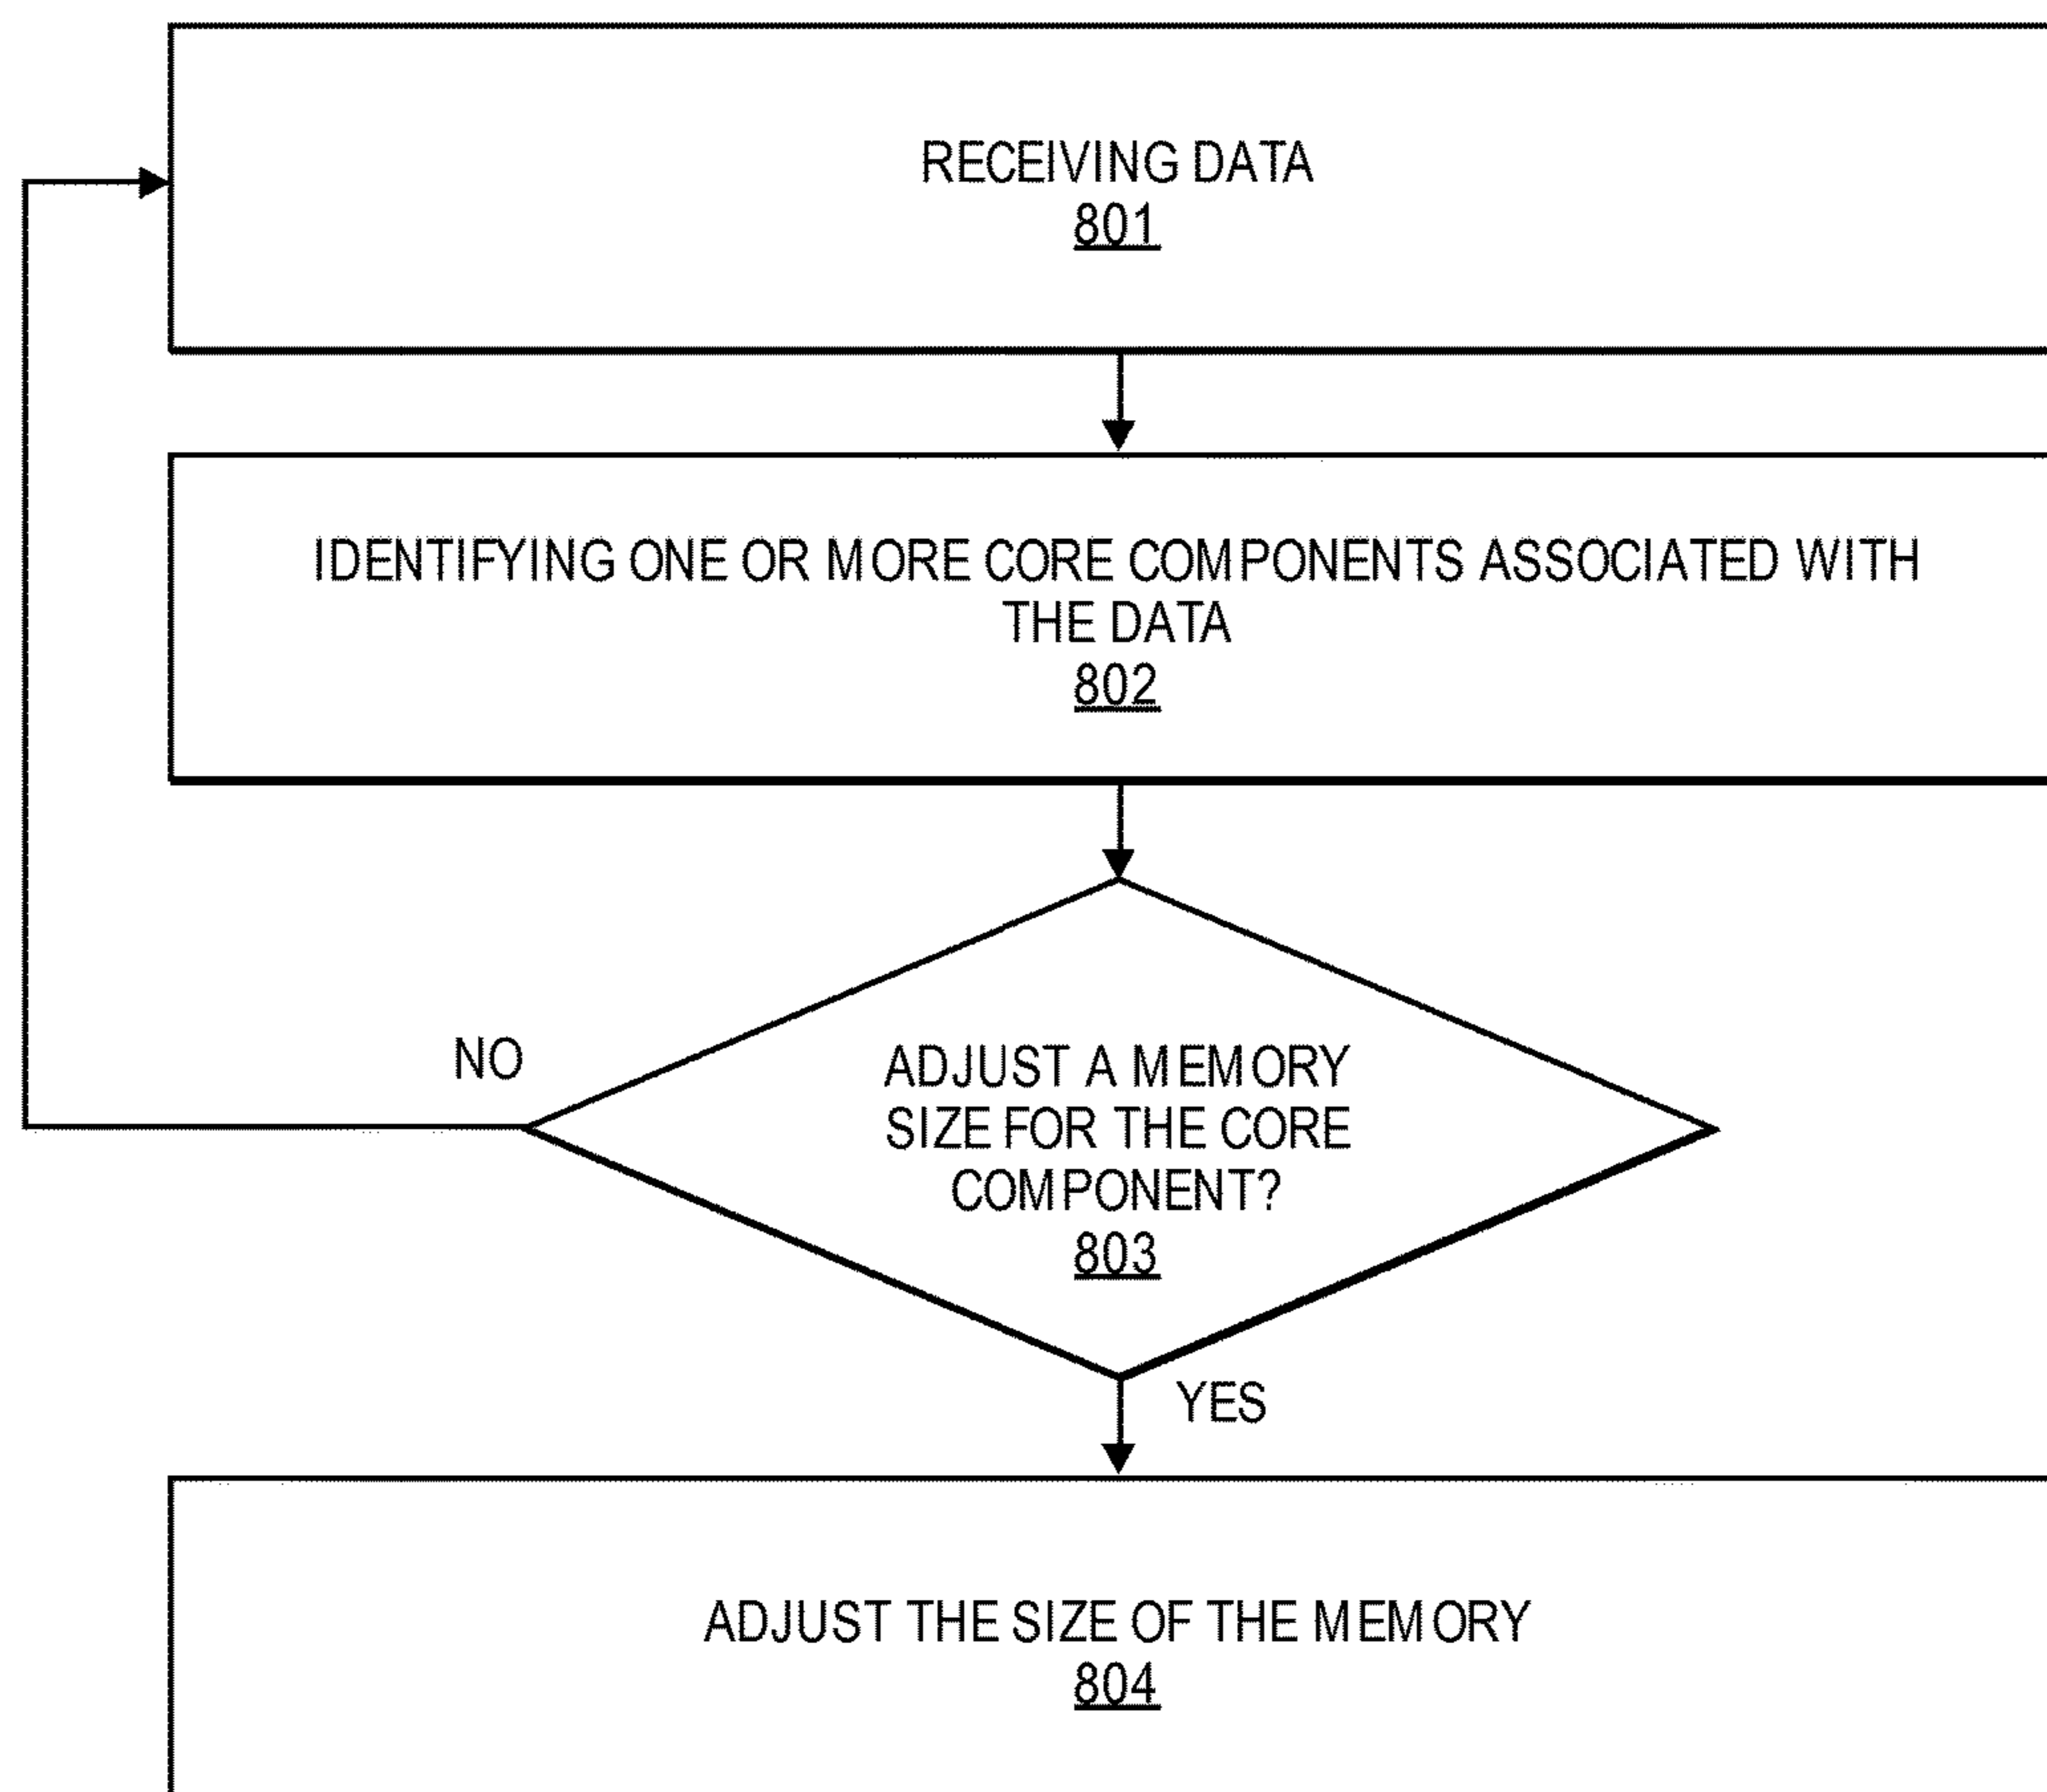 RECEIVING DATA
801
IDENTIFYING ONE OR MORE CORE COMPONENTS ASSOCIATED WITH
THE DATA
802
NO
ADJUST A MEMORY
SIZE FOR THE CORE
COMPONENT?
803
YES
ADJUST THE SIZE OF THE MEMORY
804